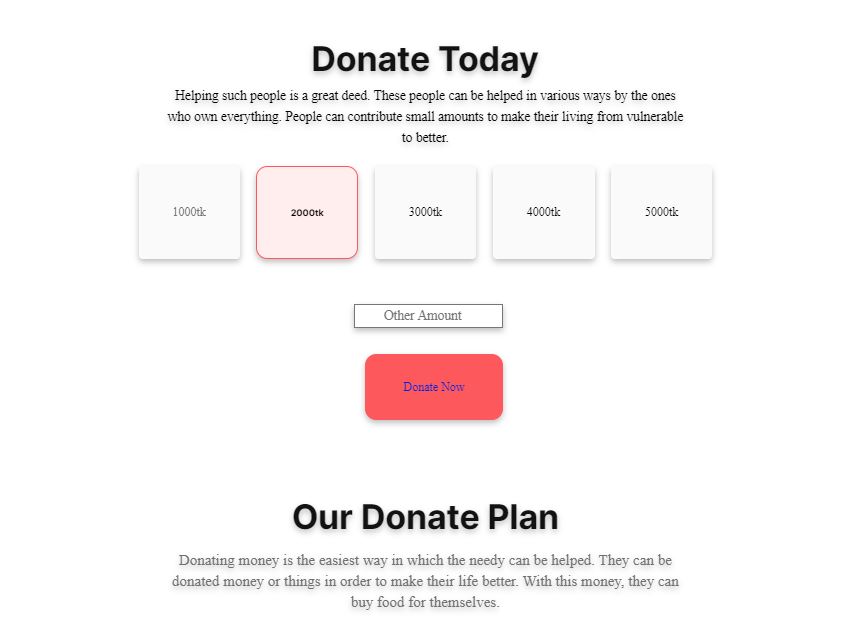 Donate Today
Helping such people is a great deed. These people can be helped in various ways by the ones
who own everything. People can contribute small amounts to make their living from vulnerable
to better.
1000tk
2000tk
3000tk
4000tk
5000tk
Other Amount
Donate Now
Our Donate Plan
Donating money is the easiest way in which the needy can be helped. They can be
donated money or things in order to make their life better. With this money, they can
buy food for themselves.